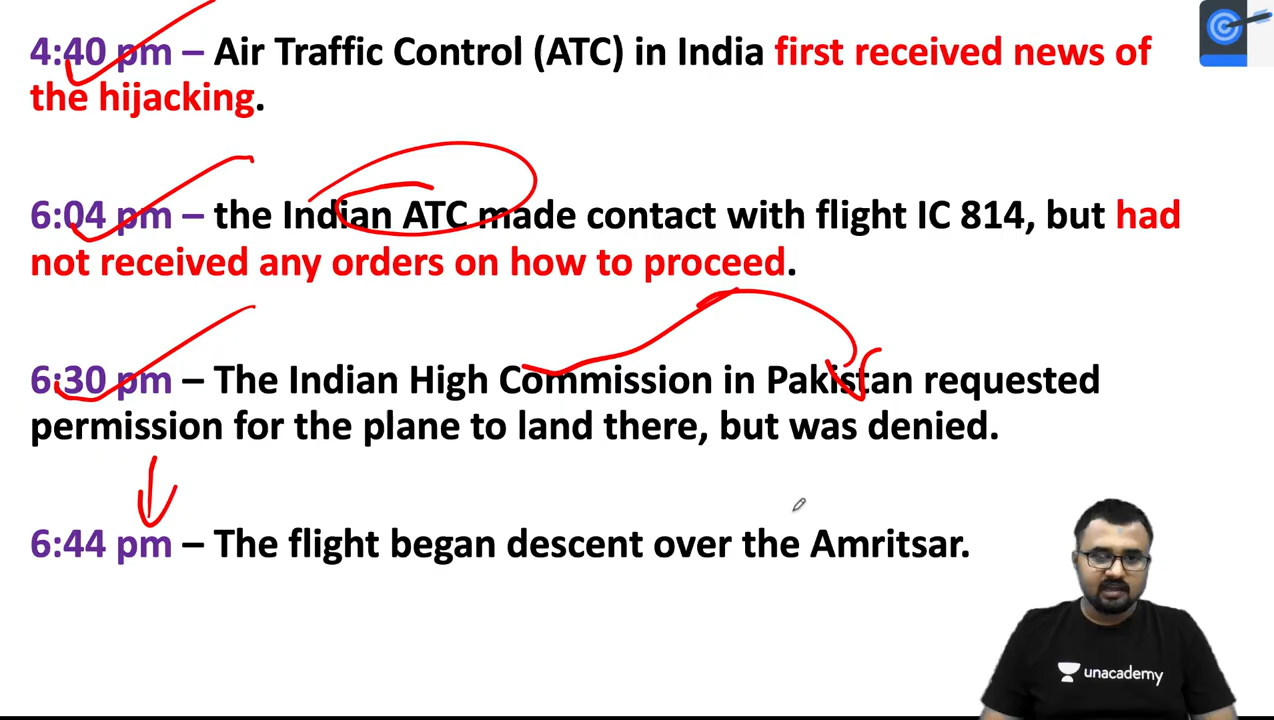 4:40 pm – Air Traffic Control (ATC) in India first received news of
the hijacking.
6:04 pm – the Indian ATC made contact with flight IC 814, but had
not received any orders on how to proceed.
6:30 pm – The Indian High Commission in Pakistan requested
permission for the plane to land there, but was denied.
6:44 pm – The flight began descent over the Amritsar.
unacademy